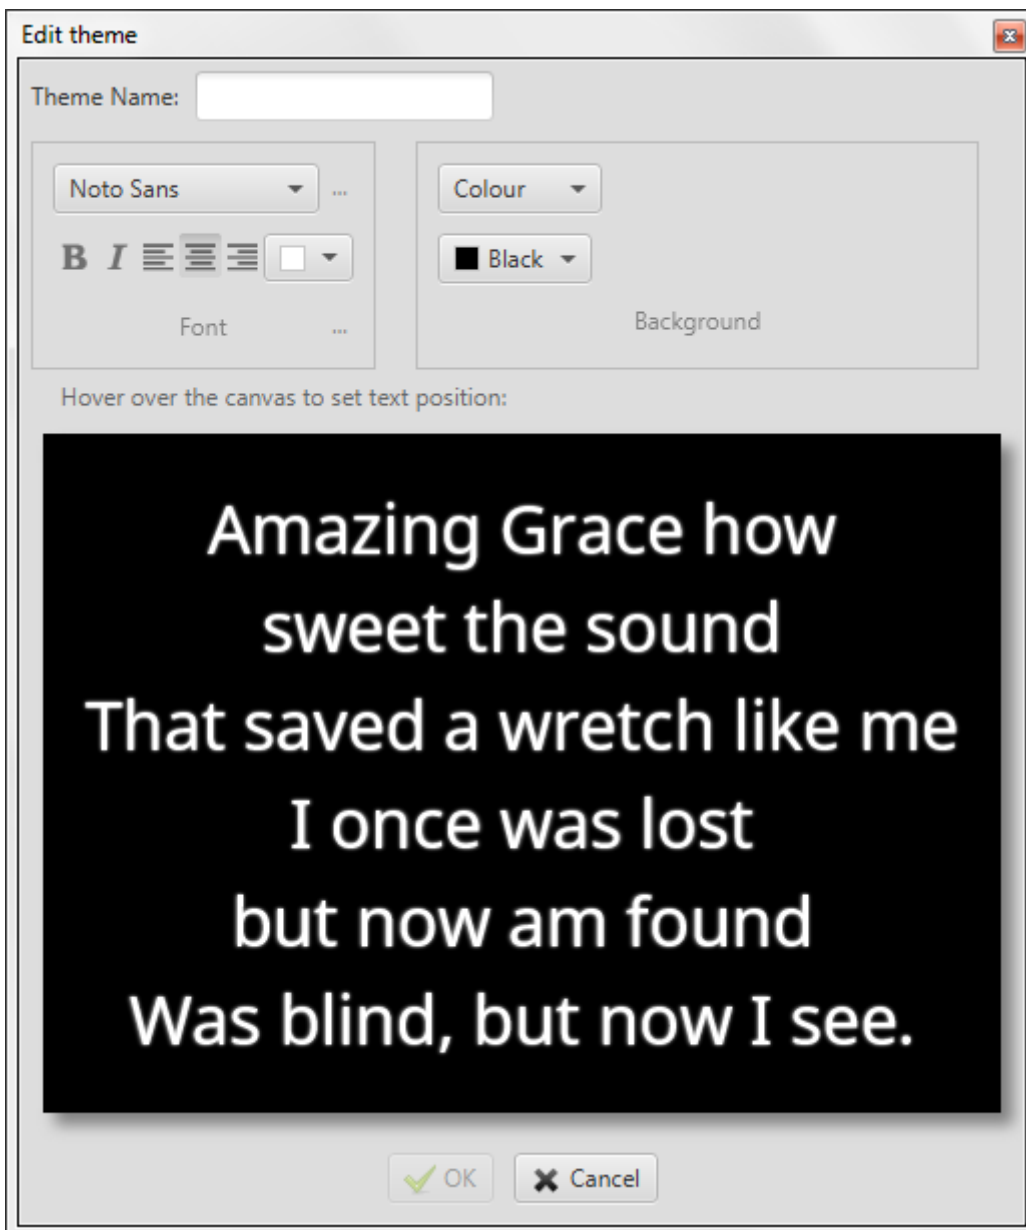 Edit theme
Theme Name:
Noto Sans
...
Colour
B I
Black
Font
...
Background
Hover over the canvas to set text position:
Amazing Grace how
sweet the sound
That saved a wretch like me
I once was lost
but now am found
Was blind, but now I see.
OK
Cancel